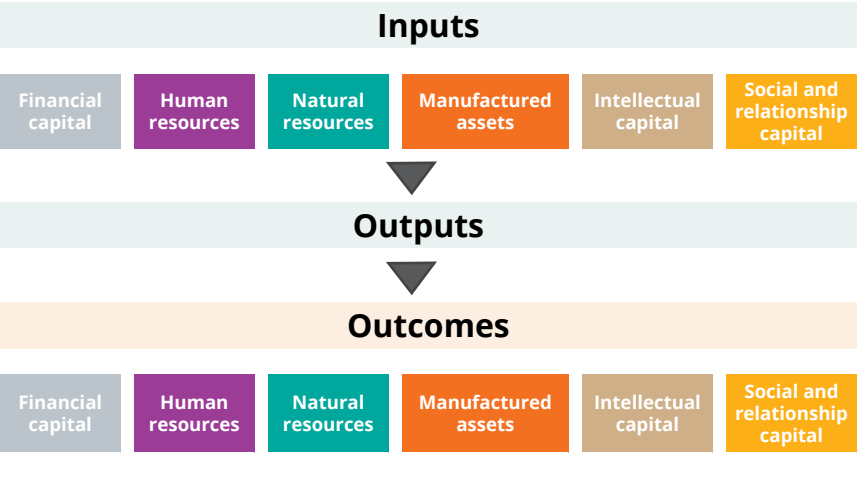 Inputs
Financial
capital
Human
resources
Natural
resources
Manufactured
assets
Intellectual
capital
Social and
relationship
capital
Outputs
Outcomes
Financial
capital
Human
resources
Natural
resources
Manufactured
assets
Intellectual
capital
Social and
relationship
capital